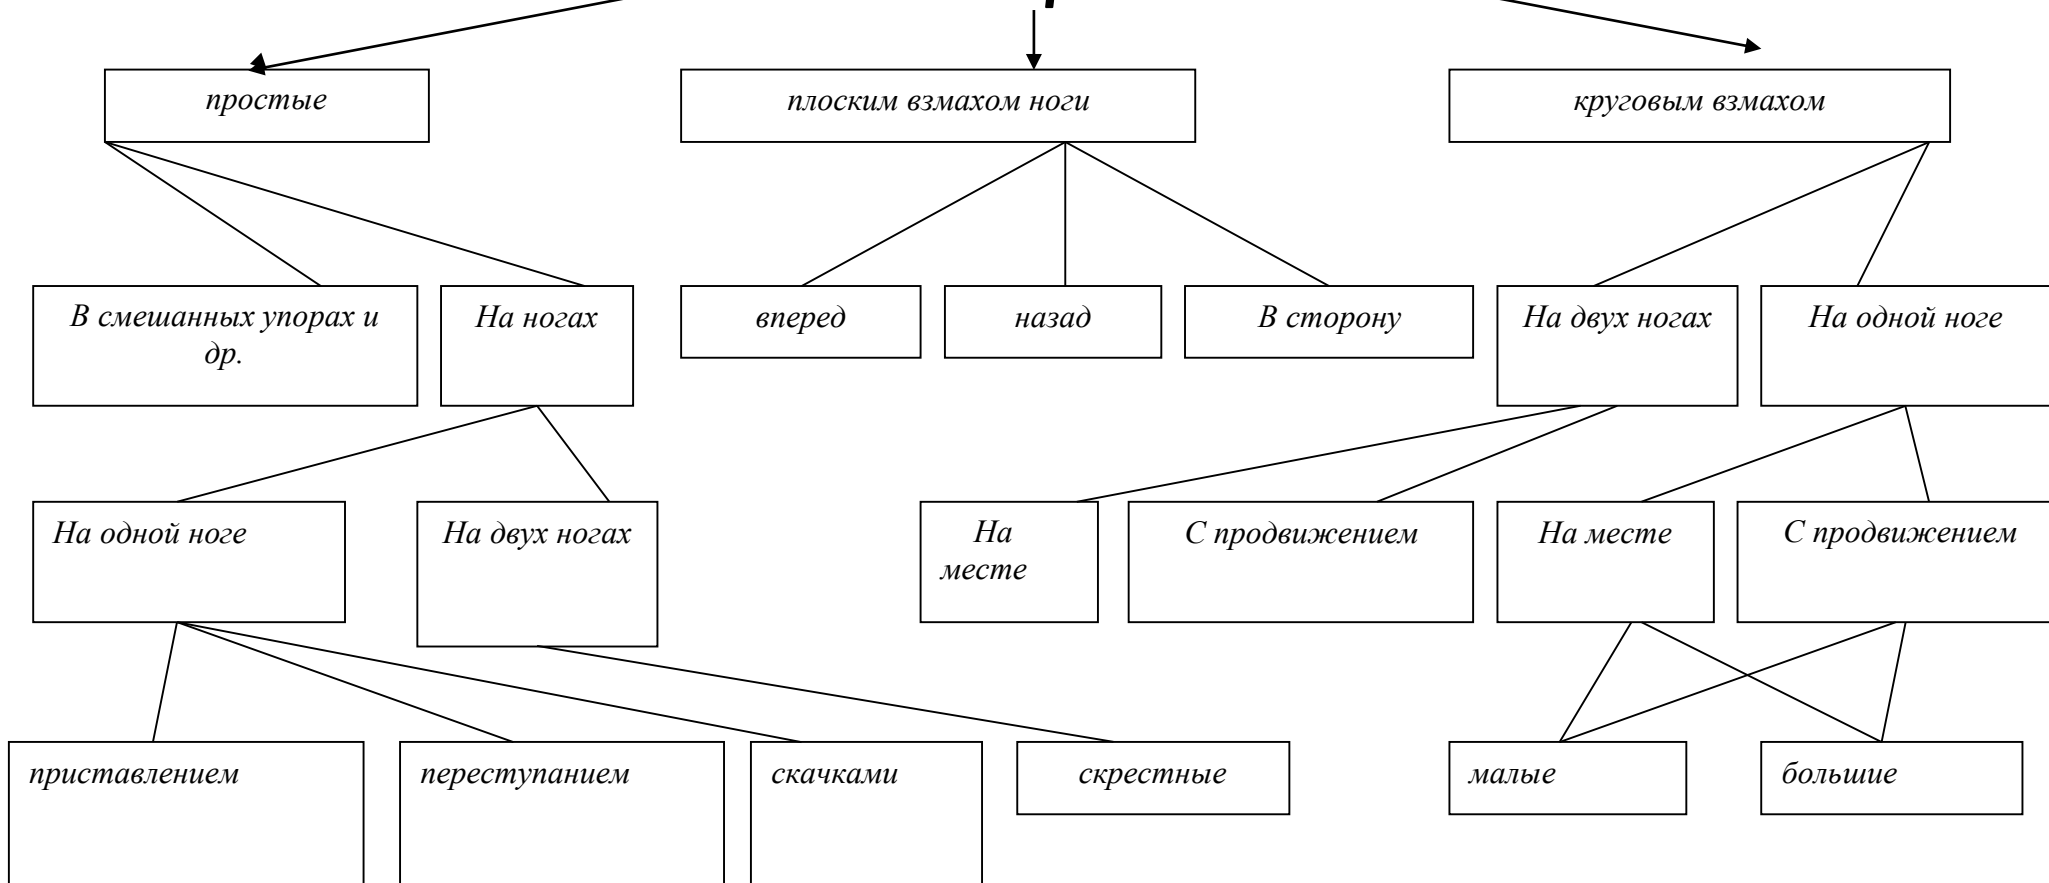 простые
плоским взмахом ноги
круговым взмахом
В смешанных упорах и
др.
На ногах
вперед
назад
В сторону
На двух ногах
На одной ноге
На одной ноге
На двух ногах
На
месте
С продвижением
На месте
С продвижением
приставлением
переступанием
скачками
скрестные
малые
большие